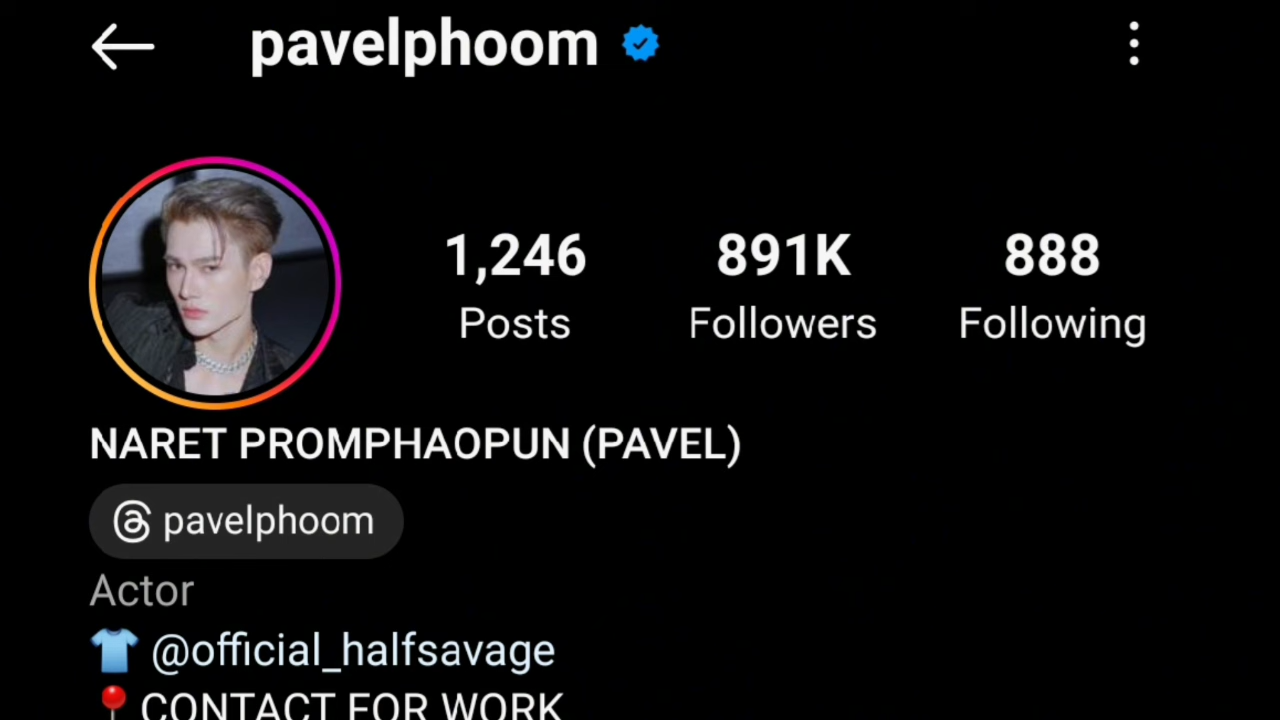 pavelphoom
1,246 891K 888
Posts Followers Following
NARET PROMPHAOPUN (PAVEL)
pavelphoom
Actor
@official_halfsavage
CONTACT FOR WORK